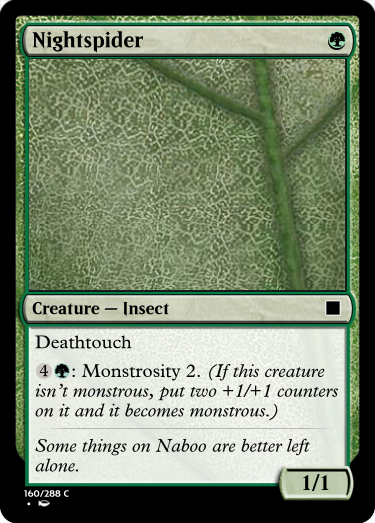 Nightspider
Creature — Insect
Deathtouch
4: Monstrosity 2. (If this creature
isn't monstrous, put two +1/+1 counters
on it and it becomes monstrous.)
Some things on Naboo are better left
alone.
1/1
160/288 C